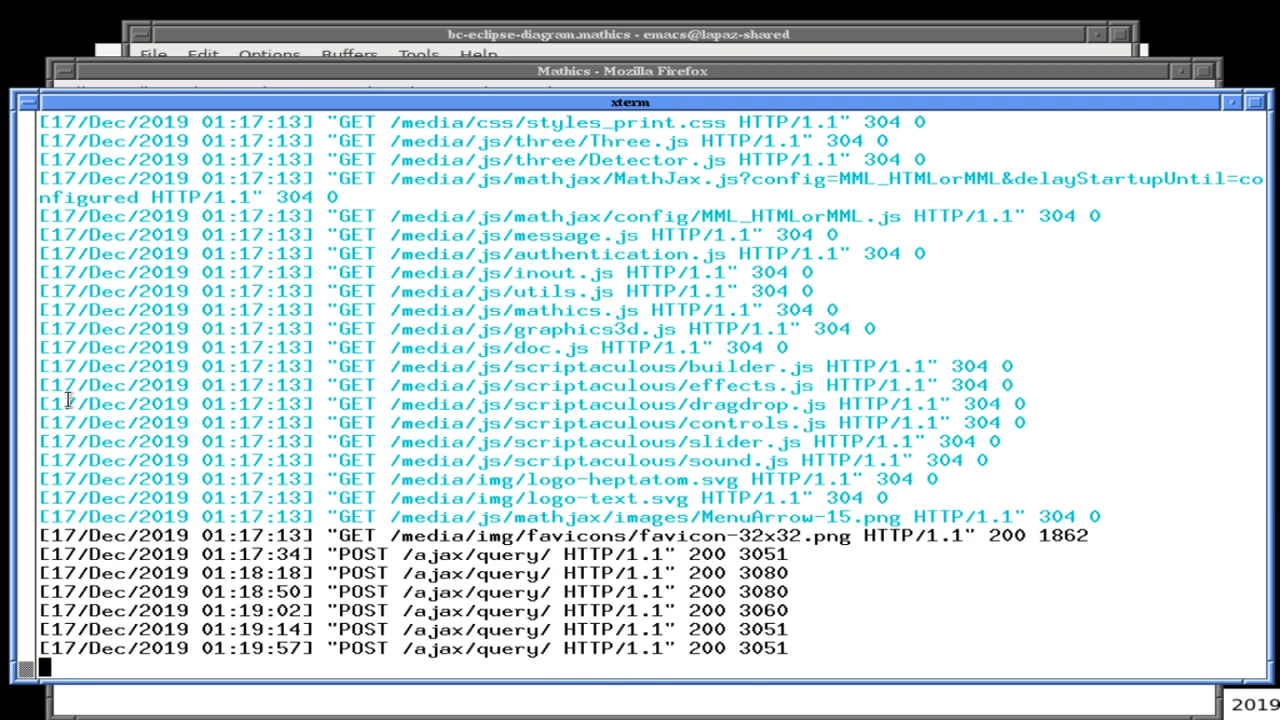 bc-eclipse-diagram.mathics - emacs@lapaz-shared
File Edit Options Buffers Tools Help
Mathics - Mozilla Firefox
xterm
[17/Dec/2019 01:17:13] "GET /media/css/styles_print.css HTTP/1.1" 304 0
[17/Dec/2019 01:17:13] "GET /media/js/three/Three.js HTTP/1.1" 304 0
[17/Dec/2019 01:17:13] "GET /media/js/three/Detector.js HTTP/1.1" 304 0
[17/Dec/2019 01:17:13] "GET /media/js/mathjax/MathJax.js?config=MML_HTMLorMML&delayStartupUntil=co
nfigured HTTP/1.1" 304 0
[17/Dec/2019 01:17:13] "GET /media/js/mathjax/config/MML_HTMLorMML.js HTTP/1.1" 304 0
[17/Dec/2019 01:17:13] "GET /media/js/message.js HTTP/1.1" 304 0
[17/Dec/2019 01:17:13] "GET /media/js/authentication.js HTTP/1.1" 304 0
[17/Dec/2019 01:17:13] "GET /media/js/inout.js HTTP/1.1" 304 0
[17/Dec/2019 01:17:13] "GET /media/js/utils.js HTTP/1.1" 304 0
[17/Dec/2019 01:17:13] "GET /media/js/mathics.js HTTP/1.1" 304 0
[17/Dec/2019 01:17:13] "GET /media/js/graphics3d.js HTTP/1.1" 304 0
[17/Dec/2019 01:17:13] "GET /media/js/doc.js HTTP/1.1" 304 0
[17/Dec/2019 01:17:13] "GET /media/js/scriptaculous/builder.js HTTP/1.1" 304 0
[17/Dec/2019 01:17:13] "GET /media/js/scriptaculous/effects.js HTTP/1.1" 304 0
[17/Dec/2019 01:17:13] "GET /media/js/scriptaculous/dragdrop.js HTTP/1.1" 304 0
[17/Dec/2019 01:17:13] "GET /media/js/scriptaculous/controls.js HTTP/1.1" 304 0
[17/Dec/2019 01:17:13] "GET /media/js/scriptaculous/slider.js HTTP/1.1" 304 0
[17/Dec/2019 01:17:13] "GET /media/js/scriptaculous/sound.js HTTP/1.1" 304 0
[17/Dec/2019 01:17:13] "GET /media/img/logo-heptatom.svg HTTP/1.1" 304 0
[17/Dec/2019 01:17:13] "GET /media/img/logo-text.svg HTTP/1.1" 304 0
[17/Dec/2019 01:17:13] "GET /media/js/mathjax/images/MenuArrow-15.png HTTP/1.1" 304 0
[17/Dec/2019 01:17:13] "GET /media/img/favicons/favicon-32x32.png HTTP/1.1" 200 1862
[17/Dec/2019 01:17:34] "POST /ajax/query/ HTTP/1.1" 200 3051
[17/Dec/2019 01:18:18] "POST /ajax/query/ HTTP/1.1" 200 3080
[17/Dec/2019 01:18:50] "POST /ajax/query/ HTTP/1.1" 200 3080
[17/Dec/2019 01:19:02] "POST /ajax/query/ HTTP/1.1" 200 3060
[17/Dec/2019 01:19:14] "POST /ajax/query/ HTTP/1.1" 200 3051
[17/Dec/2019 01:19:57] "POST /ajax/query/ HTTP/1.1" 200 3051
2019